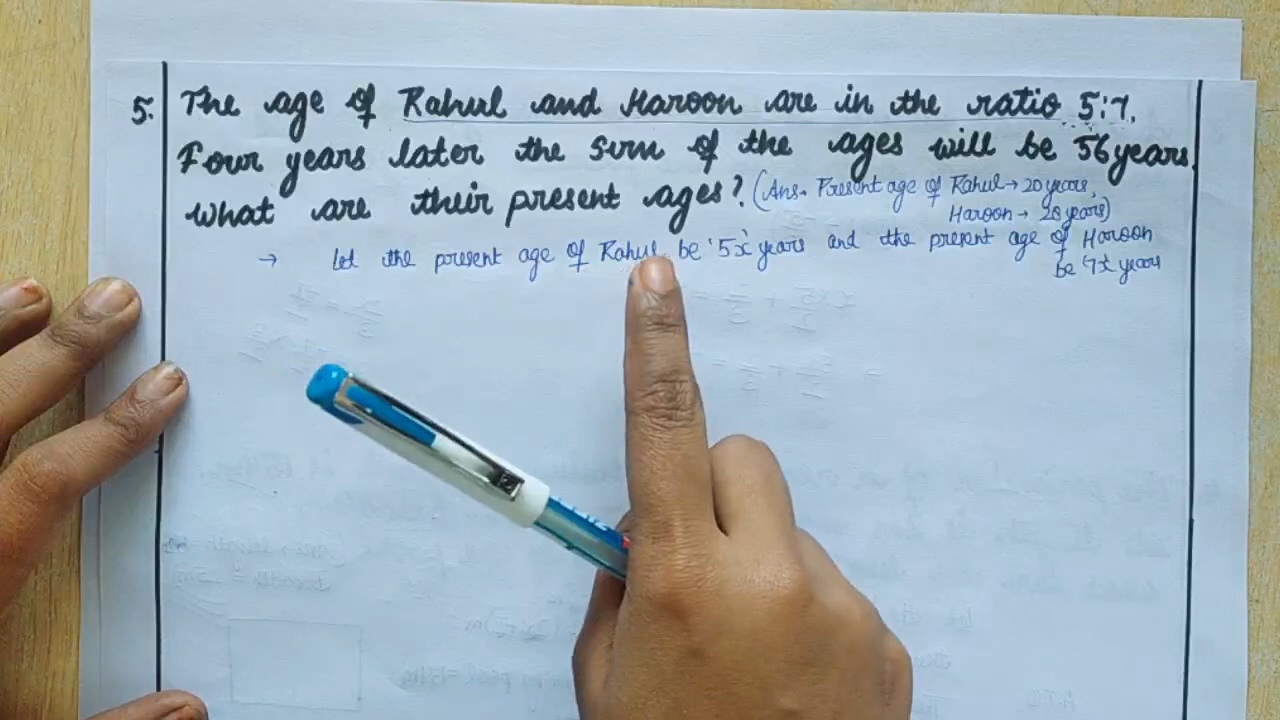 5. The age of Rahul and Haroon are in the ratio 5:7.
Four years later the sum of the ages will be 56 years.
what are their present ages? (Ans. Present age of Rahul → 20 years,
Haroon → 28 years)
→ Let the present age of Rahul be '5x' years and the present age of Haroon
be '7x' years